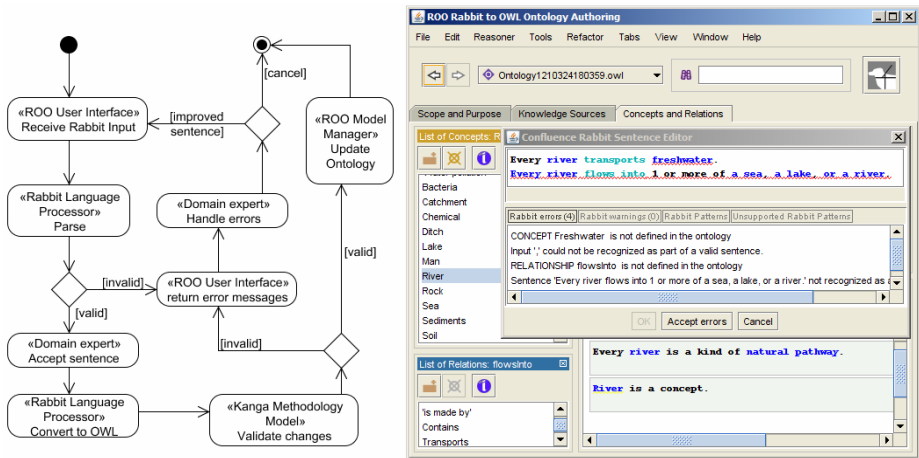 [cancel]
«ROO User Interface»
Receive Rabbit Input
[improved
sentence]
«ROO Model
Manager»
Update
Ontology
«Rabbit Language
Processor»
Parse
«Domain expert»
Handle errors
[valid]
[invalid]
«ROO User Interface»
return error messages
[valid]
[invalid]
«Domain expert»
Accept sentence
«Rabbit Language
Processor»
Convert to OWL
«Kanga Methodology
Model»
Validate changes
ROO Rabbit to OWL Ontology Authoring
File Edit Reasoner Tools Refactor Tabs View Window Help
Ontology1210324180359.owl
Scope and Purpose Knowledge Sources Concepts and Relations
List of Concepts: R
Bacteria
Catchment
Chemical
Ditch
Lake
Man
River
Rock
Sea
Sediments
Soil
Confluence Rabbit Sentence Editor
Every river transports freshwater.
Every river flows into 1 or more of a sea, a lake, or a river.
Rabbit errors (4) Rabbit warnings (0) Rabbit Patterns Unsupported Rabbit Patterns
CONCEPT Freshwater is not defined in the ontology
Input ',' could not be recognized as part of a valid sentence.
RELATIONSHIP flowsInto is not defined in the ontology
Sentence 'Every river flows into 1 or more of a sea, a lake, or a river.' not recognized as
OK Accept errors Cancel
List of Relations: flowsInto
'is made by'
Contains
Transports
Every river is a kind of natural pathway.
River is a concept.